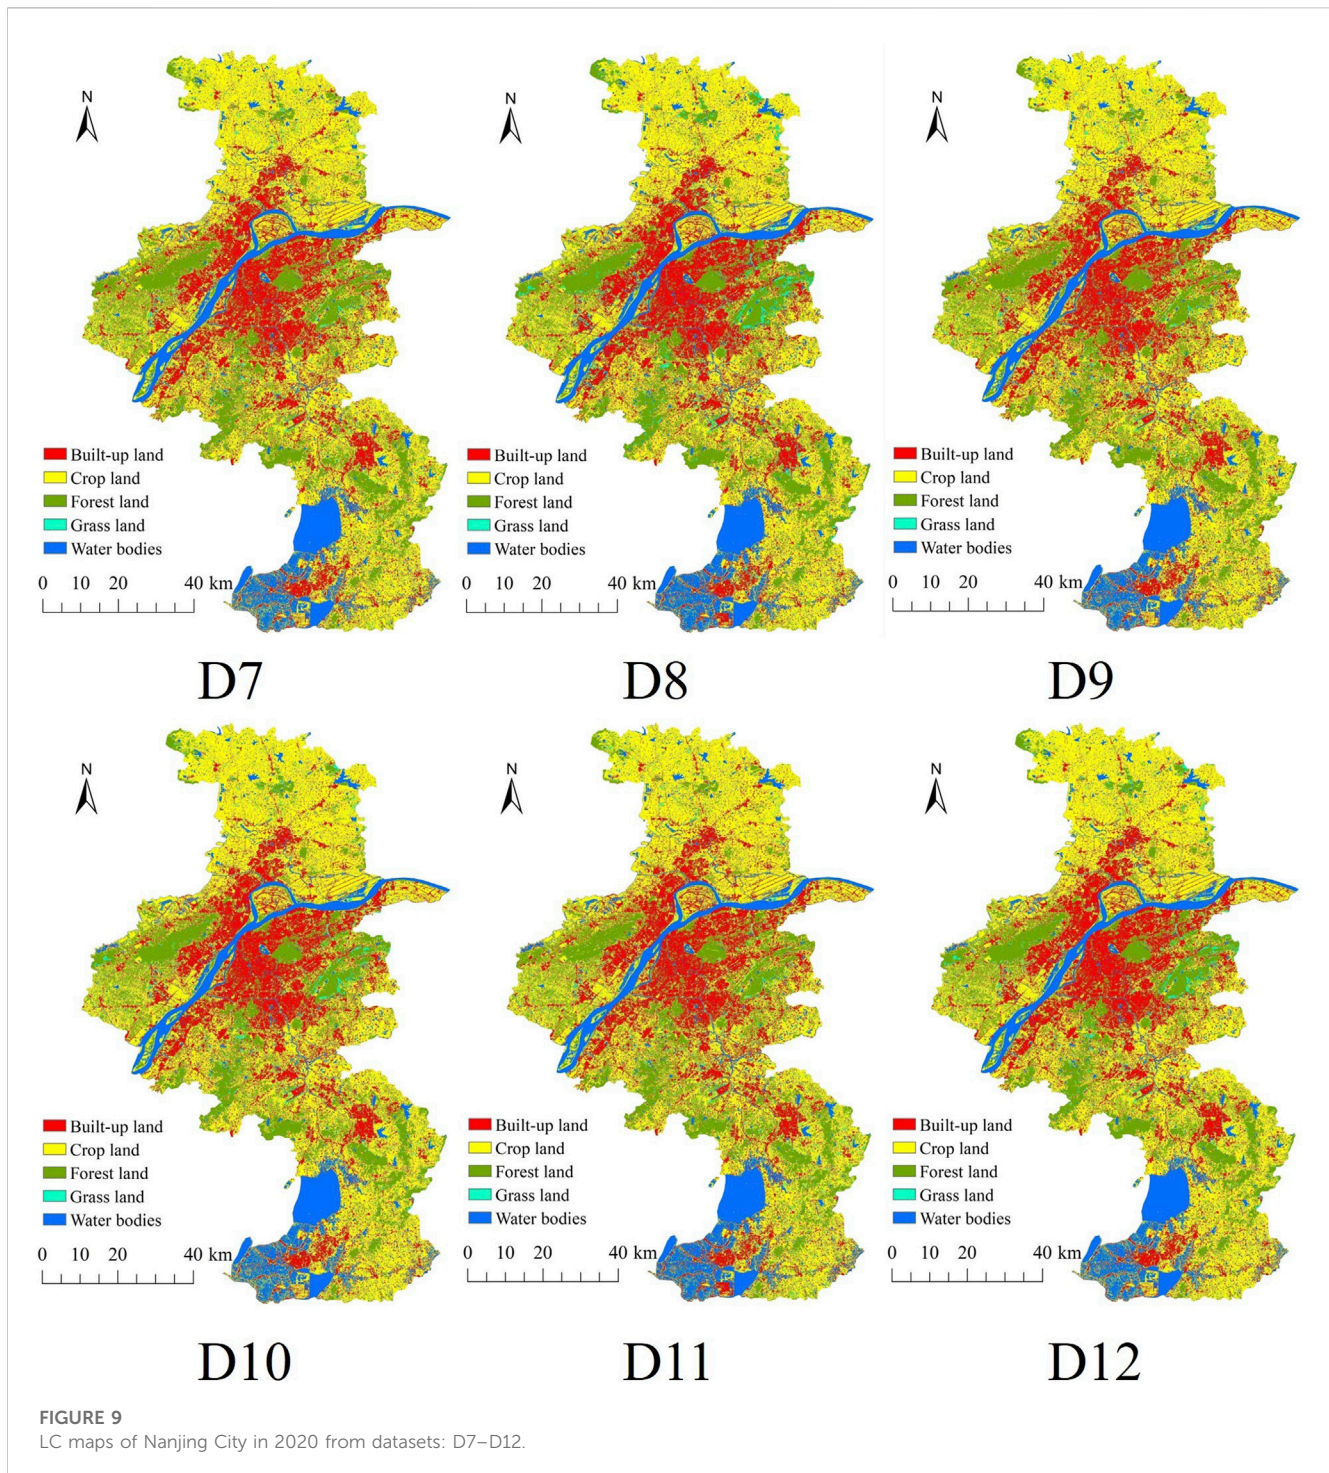 N
N
N
Built-up land
Crop land
Forest land
Grass land
Water bodies
0 10 20 40 km
Built-up land
Crop land
Forest land
Grass land
Water bodies
0 10 20 40 km
Built-up land
Crop land
Forest land
Grass land
Water bodies
0 10 20 40 km
D7
D8
D9
N
N
N
Built-up land
Crop land
Forest land
Grass land
Water bodies
0 10 20 40 km
Built-up land
Crop land
Forest land
Grass land
Water bodies
0 10 20 40 km
Built-up land
Crop land
Forest land
Grass land
Water bodies
0 10 20 40 km
D10
D11
D12
FIGURE 9
LC maps of Nanjing City in 2020 from datasets: D7–D12.